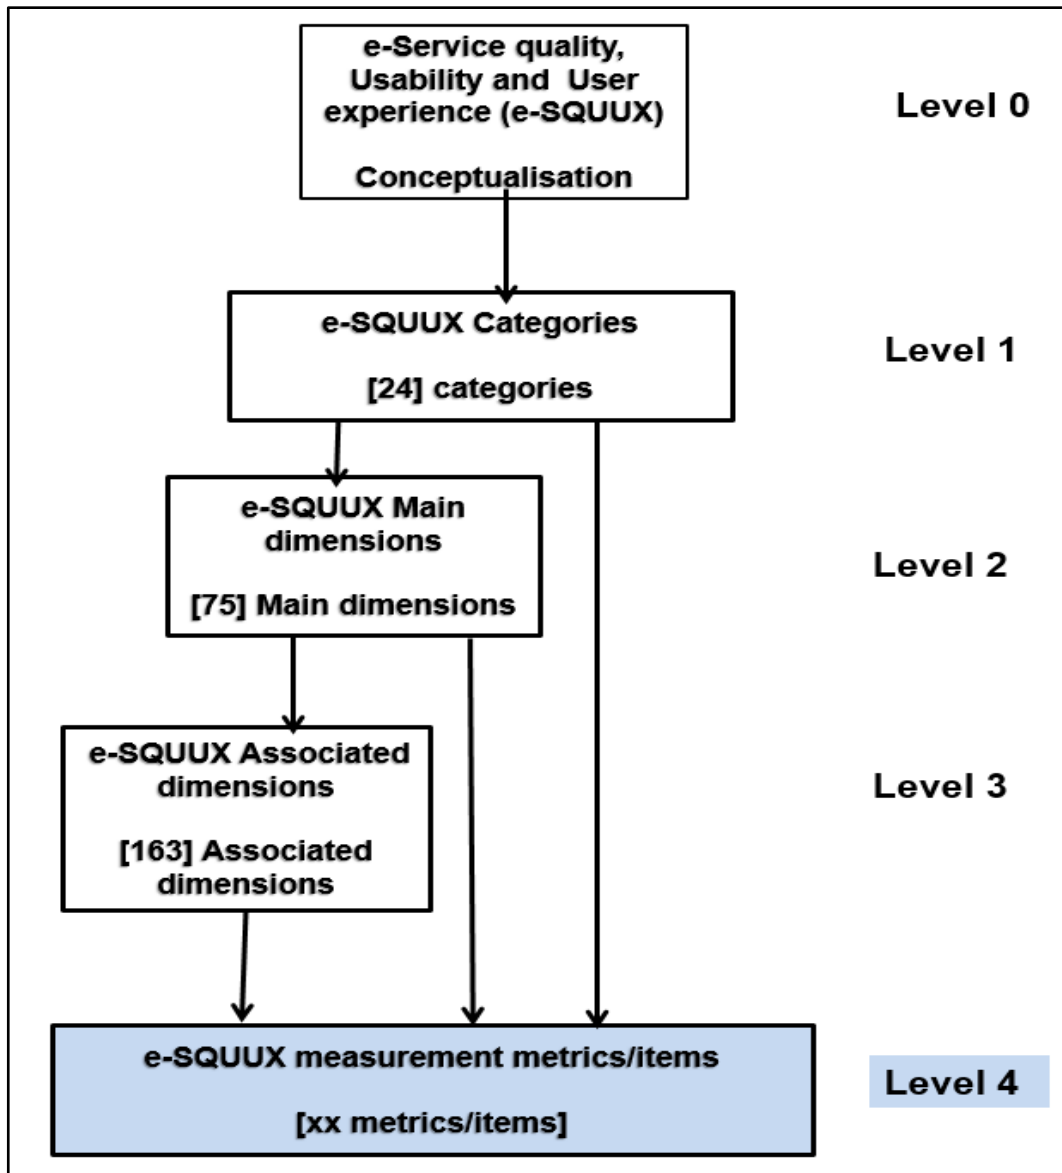 e-Service quality,
Usability and User
experience (e-SQUUX)
Conceptualisation
Level 0
e-SQUUX Categories
[24] categories
Level 1
e-SQUUX Main
dimensions
[75] Main dimensions
Level 2
e-SQUUX Associated
dimensions
[163] Associated
dimensions
Level 3
e-SQUUX measurement metrics/items
[xx metrics/items]
Level 4